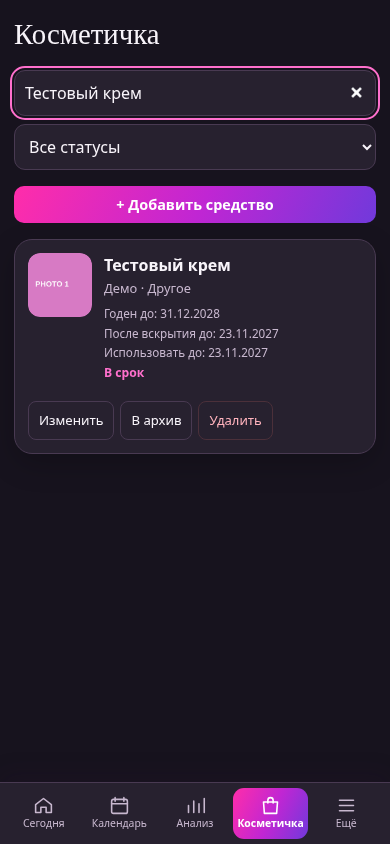 Косметичка
Тестовый крем
Все статусы
+ Добавить средство
PHOTO 1
Тестовый крем
Демо · Другое
Годен до: 31.12.2028
После вскрытия до: 23.11.2027
Использовать до: 23.11.2027
В срок
Изменить В архив Удалить
Сегодня Календарь Анализ Косметичка Ещё